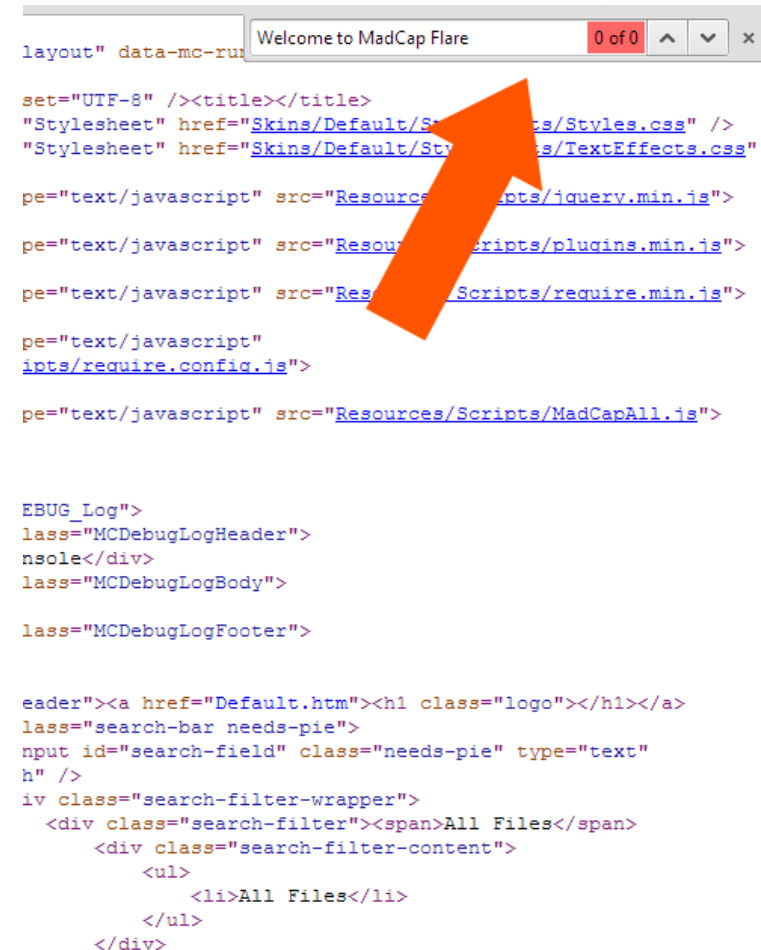 Welcome to MadCap Flare 0 of 0
layout" data-mc-ru
set="UTF-8" /><title></title>
"Stylesheet" href="Skins/Default/St ts/Styles.css" />
"Stylesheet" href="Skins/Default/Sty s/TextEffects.css"
pe="text/javascript" src="Resource ipts/jquery.min.js">
pe="text/javascript" src="Resou cripts/plugins.min.js">
pe="text/javascript" src="Res Scripts/require.min.js">
pe="text/javascript"
ipts/require.config.js">
pe="text/javascript" src="Resources/Scripts/MadCapAll.js">
EBUG_Log">
lass="MCDebugLogHeader">
nsole</div>
lass="MCDebugLogBody">
lass="MCDebugLogFooter">
eader"><a href="Default.htm"><h1 class="logo"></h1></a>
lass="search-bar needs-pie">
nput id="search-field" class="needs-pie" type="text"
h" />
iv class="search-filter-wrapper">
<div class="search-filter"><span>All Files</span>
<div class="search-filter-content">
<ul>
<li>All Files</li>
</ul>
</div>